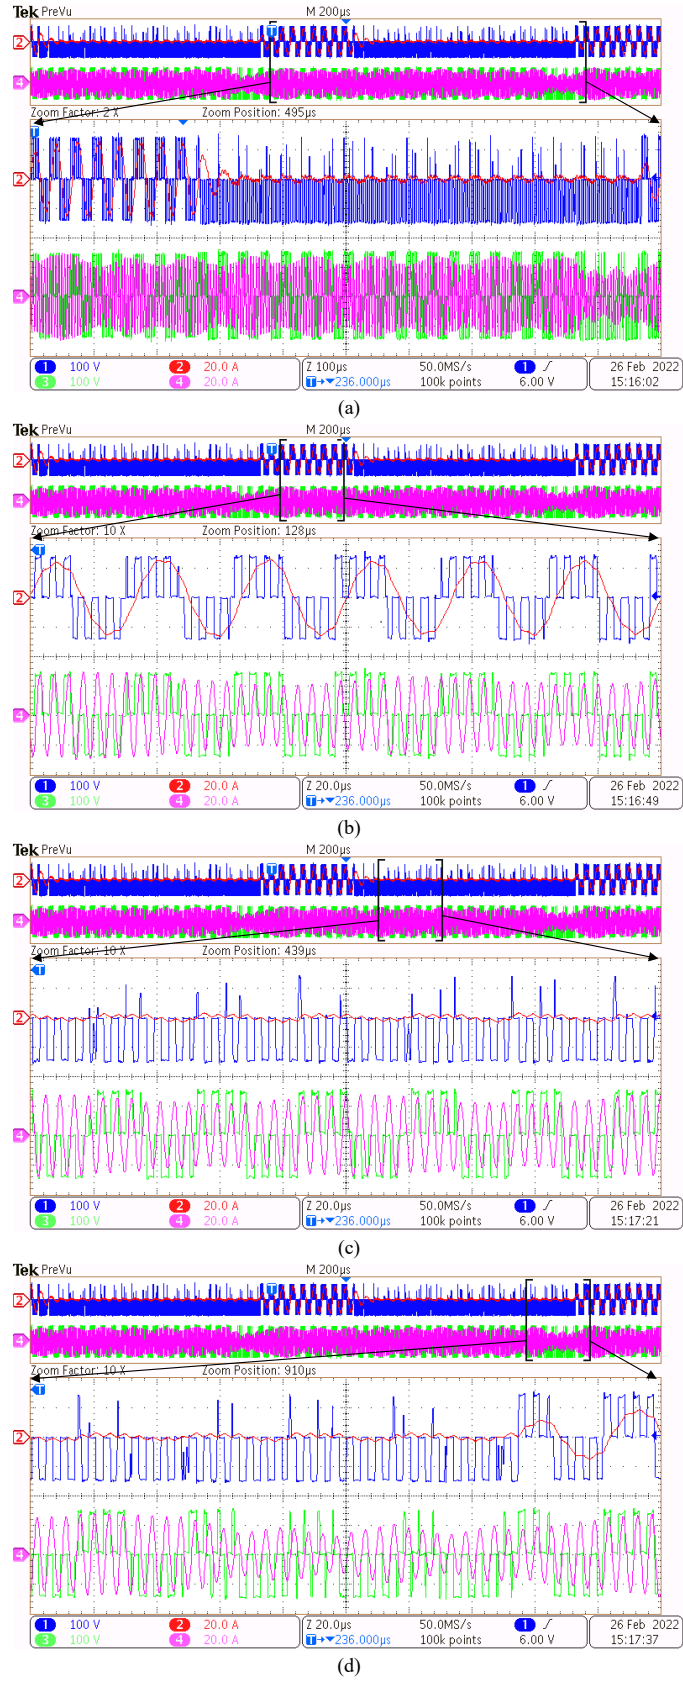 Tek PreVu M 200µs
T
2
4
Zoom Factor: 2 X Zoom Position: 495µs
T
2
4
1 100 V 2 20.0 A Z 100µs 50.0MS/s 1 ∫ 26 Feb 2022
3 100 V 4 20.0 A T→▼236.000µs 100k points 6.00 V 15:16:02
(a)
Tek PreVu M 200µs
T
2
4
Zoom Factor: 10 X Zoom Position: 128µs
T
2
4
1 100 V 2 20.0 A Z 20.0µs 50.0MS/s 1 ∫ 26 Feb 2022
3 100 V 4 20.0 A T→▼236.000µs 100k points 6.00 V 15:16:49
(b)
Tek PreVu M 200µs
T
2
4
Zoom Factor: 10 X Zoom Position: 439µs
T
2
4
1 100 V 2 20.0 A Z 20.0µs 50.0MS/s 1 ∫ 26 Feb 2022
3 100 V 4 20.0 A T→▼236.000µs 100k points 6.00 V 15:17:21
(c)
Tek PreVu M 200µs
T
2
4
Zoom Factor: 10 X Zoom Position: 910µs
T
2
4
1 100 V 2 20.0 A Z 20.0µs 50.0MS/s 1 ∫ 26 Feb 2022
3 100 V 4 20.0 A T→▼236.000µs 100k points 6.00 V 15:17:37
(d)